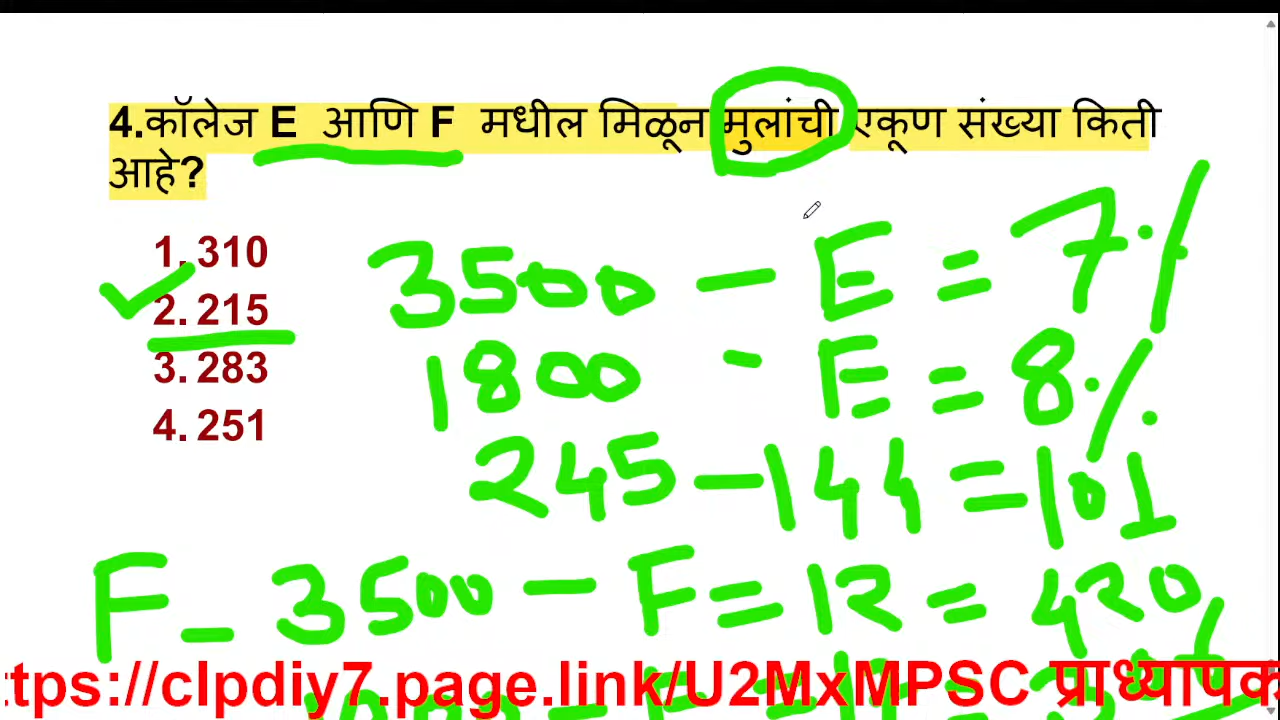 4.कॉलेज E आणि F मधील मिळून मुलांची एकूण संख्या किती
आहे?
1. 310
2. 215
3. 283
4. 251
3500 - E = 7%
1800 - E = 8%
245 - 144 = 101
F - 3500 - F = 12 = 420
ttps://clpdiy7.page.link/U2MxMPSC प्राध्यापक